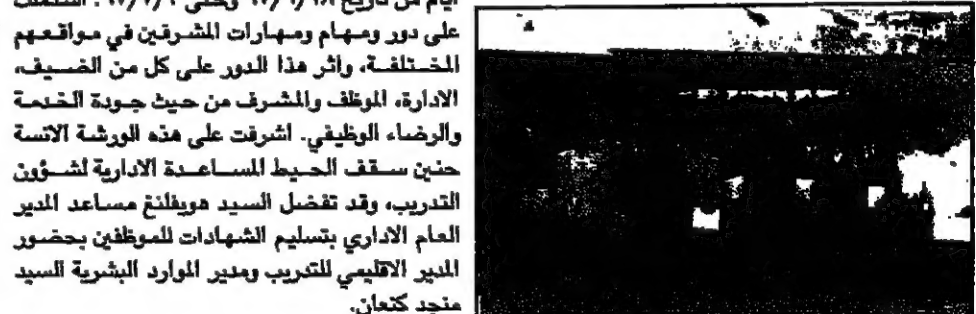 على دور ومهام ومهارات المشرفين في مواقعهم
المختلفة، واثر هذا الدور على كل من الضيف،
الادارة، الموظف والمشرف من حيث جودة الخدمة
والرضاء الوظيفي. اشرفت على هذه الورشة الانسة
حنين سقف الحيط المساعدة الادارية لشؤون
التدريب، وقد تفضل السيد هويفلنغ مساعد المدير
العام الاداري بتسليم الشهادات للموظفين بحضور
المدير الاقليمي للتدريب ومدير الموارد البشرية السيد
منجد كنعان.